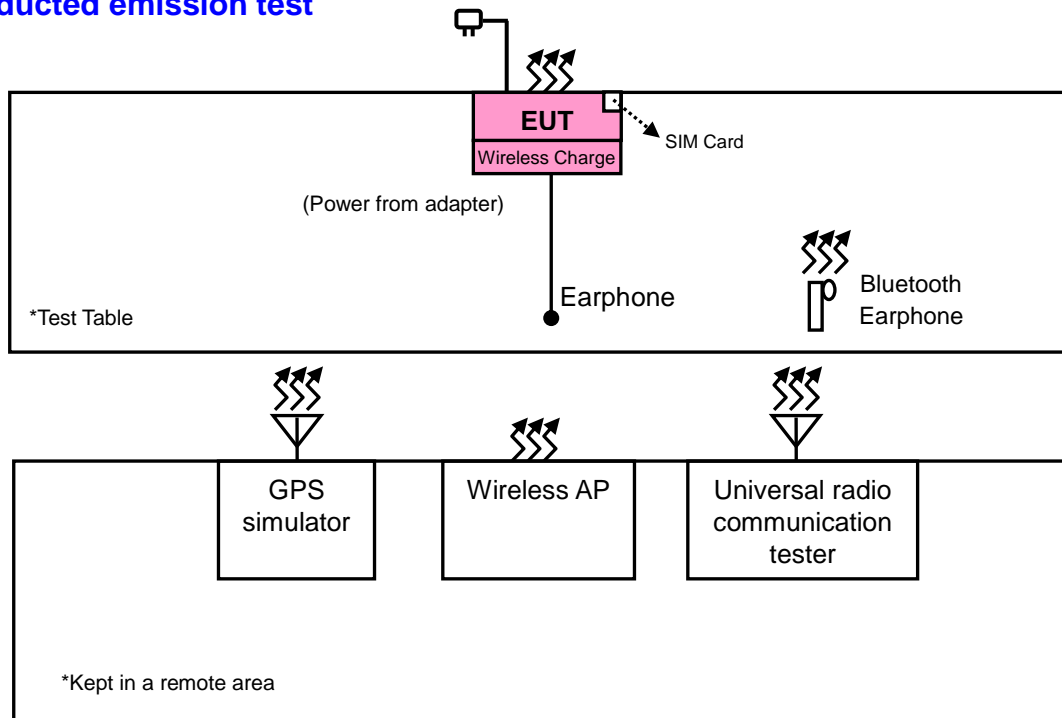 ducted emission test
EUT
Wireless Charge
SIM Card
(Power from adapter)
Earphone
Bluetooth
Earphone
*Test Table
GPS
simulator
Wireless AP
Universal radio
communication
tester
*Kept in a remote area